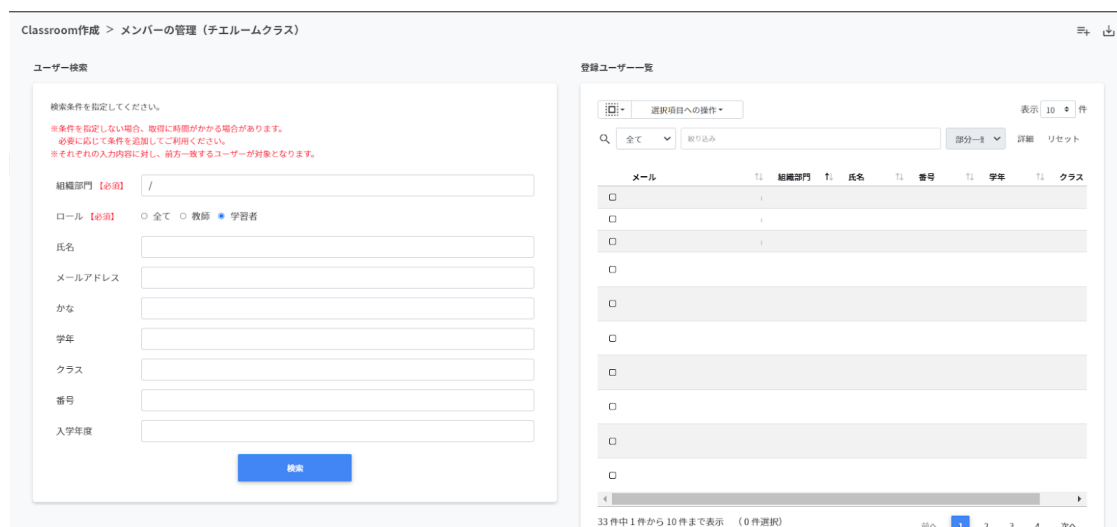 Classroom作成 > メンバーの管理（チエルームクラス）
ユーザー検索
検索条件を指定してください。
※条件を指定しない場合、取得に時間がかかる場合があります。
必要に応じて条件を追加してご利用ください。
※それぞれの入力内容に対し、前方一致するユーザーが対象となります。
組織部門【必須】 /
ロール【必須】 全て 教師 学習者
氏名
メールアドレス
かな
学年
クラス
番号
入学年度
検索
登録ユーザー一覧
選択項目への操作
表示 10 件
全て 絞り込み 部分一 詳細 リセット
メール 組織部門 氏名 番号 学年 クラス
33件中1件から10件まで表示 （0件選択）
1 2 3 4